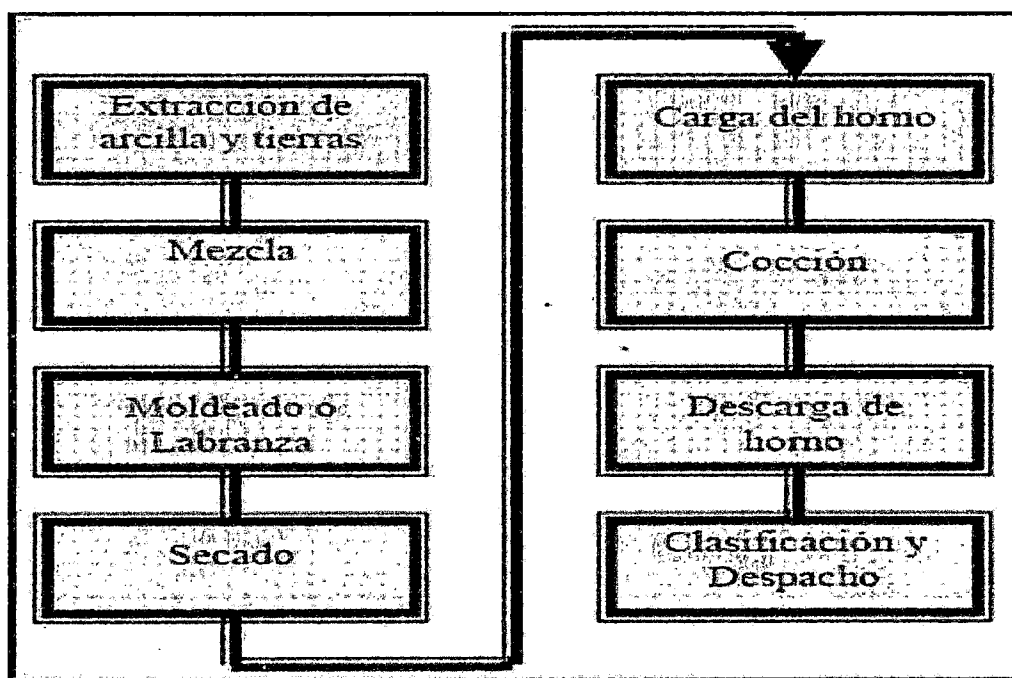 Extracción de
arcilla y tierras
Mezcla
Moldeado o
Labranza
Secado
Carga del horno
Cocción
Descarga de
horno
Clasificación y
Despacho